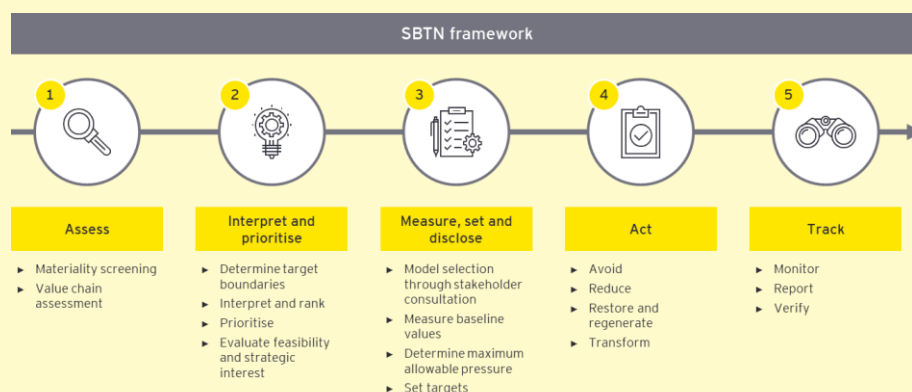 SBTN framework
1
2
3
4
5
Assess
► Materiality screening
► Value chain
assessment
Interpret and
prioritise
► Determine target
boundaries
► Interpret and rank
► Prioritise
► Evaluate feasibility
and strategic
interest
Measure, set and
disclose
► Model selection
through stakeholder
consultation
► Measure baseline
values
► Determine maximum
allowable pressure
► Set targets
Act
► Avoid
► Reduce
► Restore and
regenerate
► Transform
Track
► Monitor
► Report
► Verify